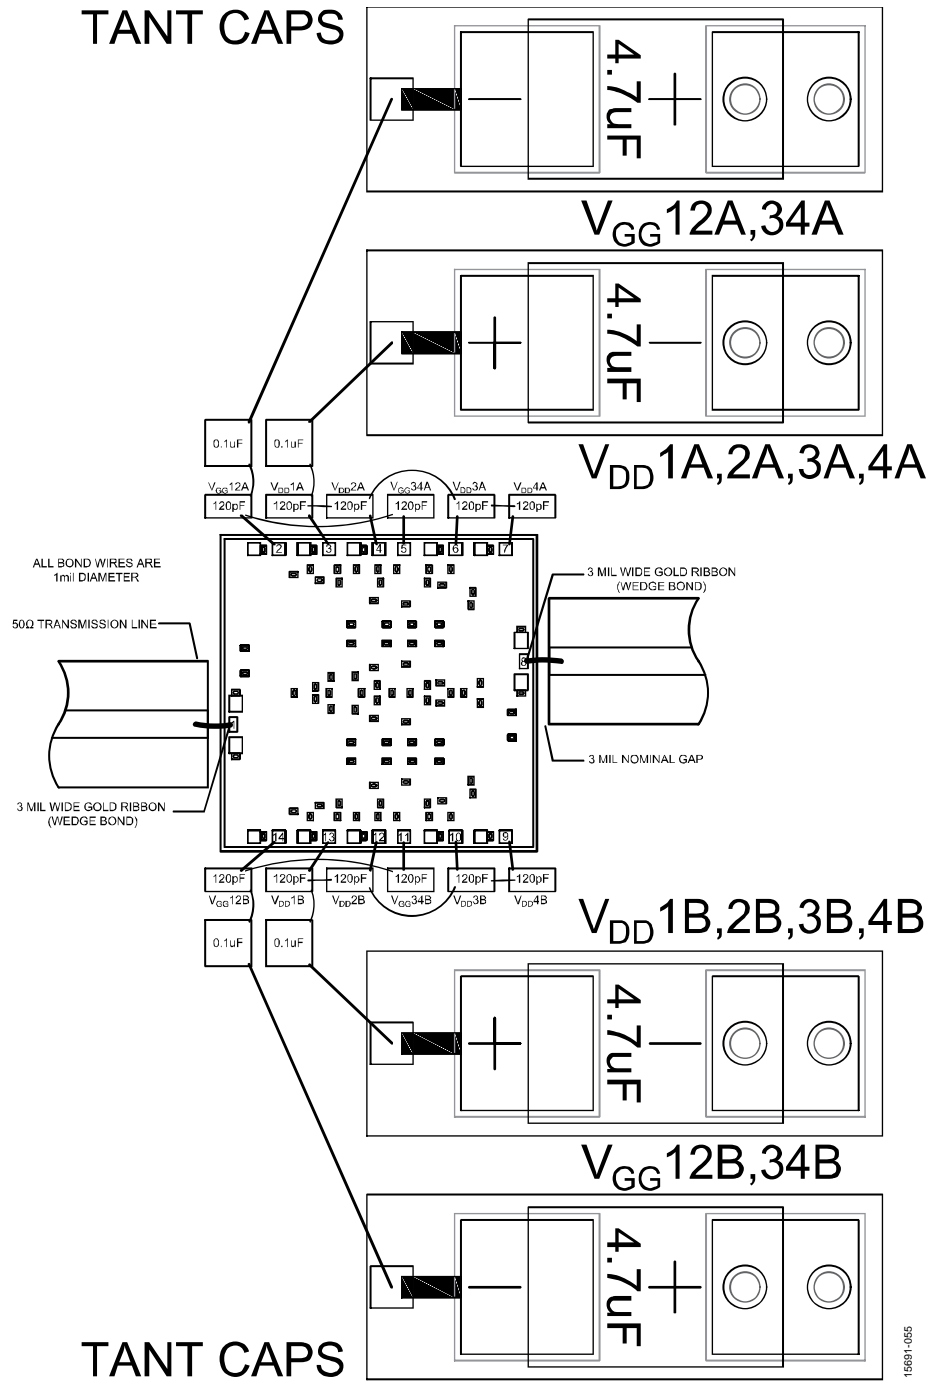 TANT CAPS
4.7uF
VGG12A,34A
4.7uF
0.1uF 0.1uF
VDD1A,2A,3A,4A
VGG12A VDD1A VDD2A VGG34A VDD3A VDD4A
120pF 120pF 120pF 120pF 120pF 120pF
2 3 4 5 6 7
ALL BOND WIRES ARE
1mil DIAMETER
3 MIL WIDE GOLD RIBBON
(WEDGE BOND)
50Ω TRANSMISSION LINE
8
3 MIL NOMINAL GAP
3 MIL WIDE GOLD RIBBON
(WEDGE BOND)
14 13 12 11 10 9
120pF 120pF 120pF 120pF 120pF 120pF
VGG12B VDD1B VDD2B VGG34B VDD3B VDD4B
0.1uF 0.1uF
VDD1B,2B,3B,4B
4.7uF
VGG12B,34B
4.7uF
TANT CAPS
15691-055